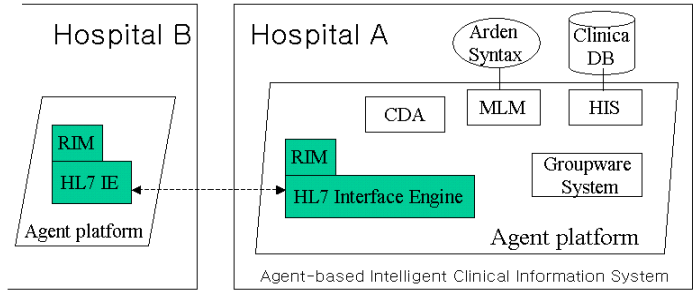 Hospital B
RIM
HL7 IE
Agent platform
Hospital A
Arden
Syntax
Clinica
DB
CDA
MLM
HIS
RIM
HL7 Interface Engine
Groupware
System
Agent platform
Agent-based Intelligent Clinical Information System